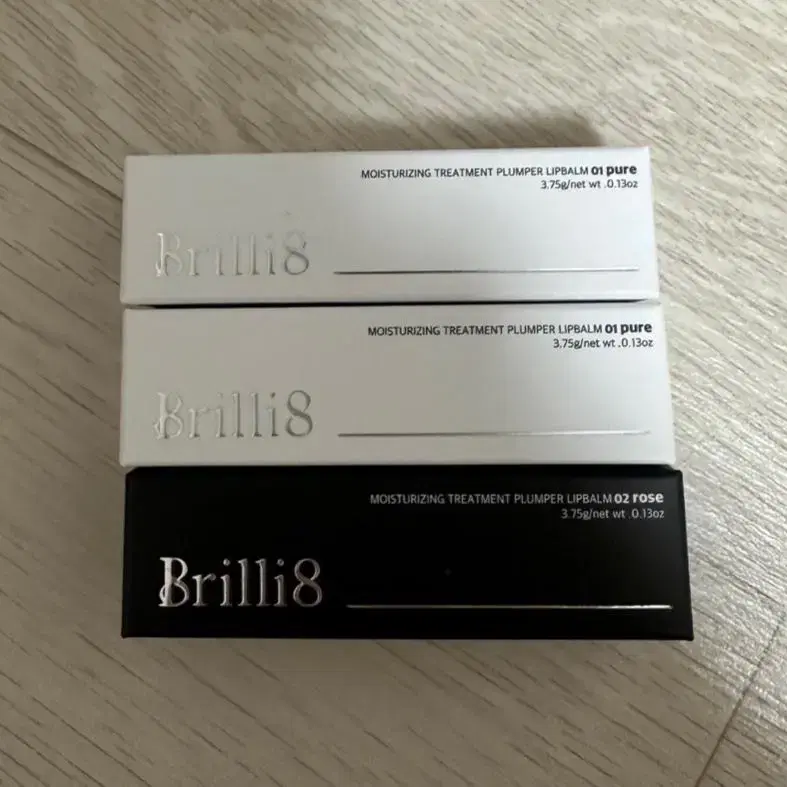 MOISTURIZING TREATMENT PLUMPER LIPBALM 01 pure
3.75g/net wt .0.13oz
Brilli8
MOISTURIZING TREATMENT PLUMPER LIPBALM 01 pure
3.75g/net wt .0.13oz
Brilli8
MOISTURIZING TREATMENT PLUMPER LIPBALM 02 rose
3.75g/net wt .0.13oz
Brilli8